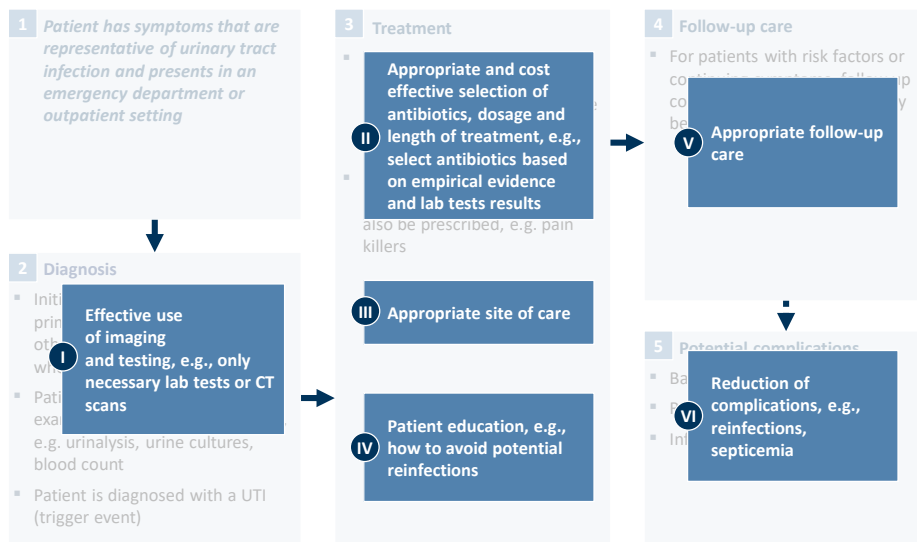 1 Patient has symptoms that are
representative of urinary tract
infection and presents in an
emergency department or
outpatient setting
2 Diagnosis
I
Effective use
of imaging
and testing, e.g., only
necessary lab tests or CT
scans
e.g. urinalysis, urine cultures,
blood count
▪ Patient is diagnosed with a UTI
(trigger event)
3 Treatment
II
Appropriate and cost
effective selection of
antibiotics, dosage and
length of treatment, e.g.,
select antibiotics based
on empirical evidence
and lab tests results
also be prescribed, e.g. pain
killers
III Appropriate site of care
IV
Patient education, e.g.,
how to avoid potential
reinfections
4 Follow-up care
▪ For patients with risk factors or
V
Appropriate follow-up
care
5 Potential complications
VI
Reduction of
complications, e.g.,
reinfections,
septicemia